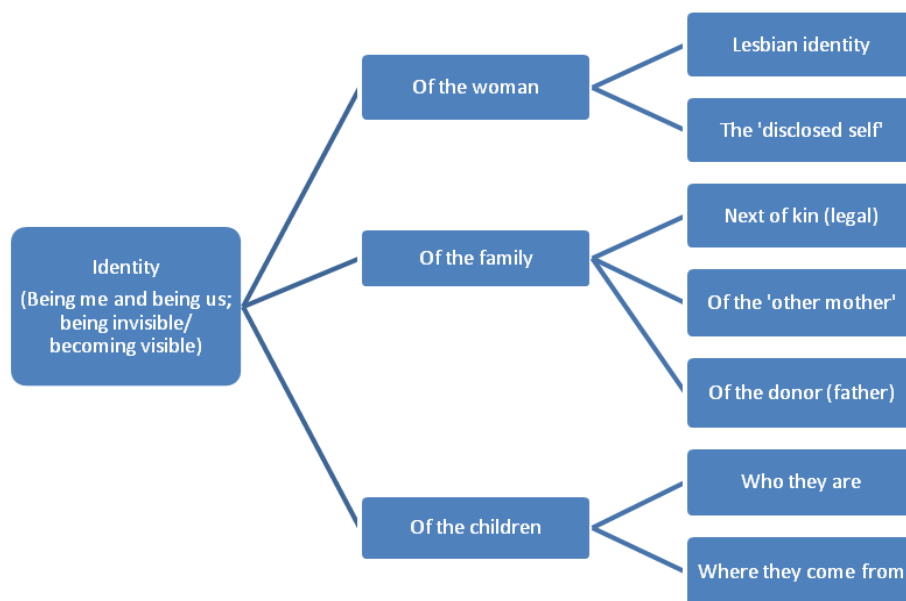 Identity
(Being me and being us;
being invisible/
becoming visible)
Of the woman
Lesbian identity
The 'disclosed self'
Of the family
Next of kin (legal)
Of the 'other mother'
Of the donor (father)
Of the children
Who they are
Where they come from